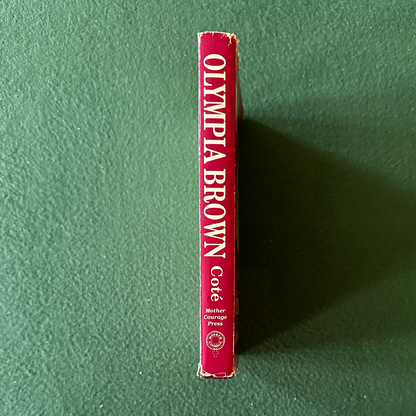 OLYMPIA BROWN
Coté
Mother
Courage
Press